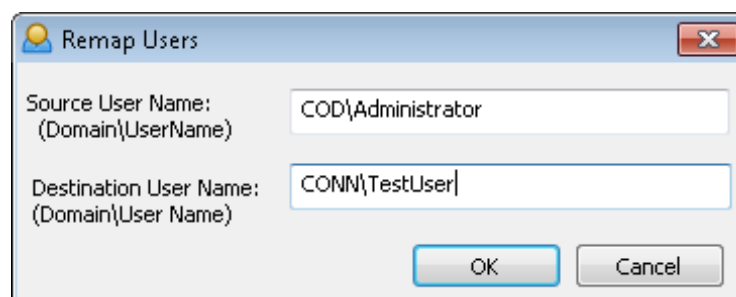 Remap Users
Source User Name:
(Domain\UserName)
COD\Administrator
Destination User Name:
(Domain\User Name)
CONN\TestUser
OK
Cancel